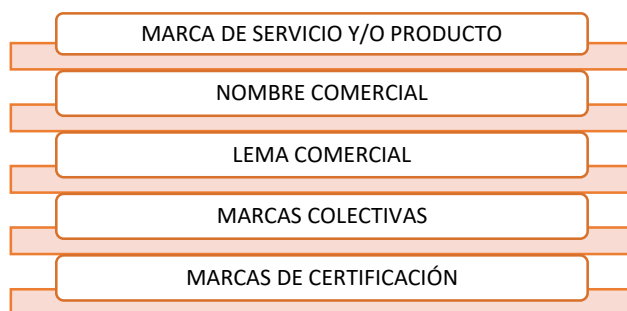 MARCA DE SERVICIO Y/O PRODUCTO
NOMBRE COMERCIAL
LEMA COMERCIAL
MARCAS COLECTIVAS
MARCAS DE CERTIFICACIÓN